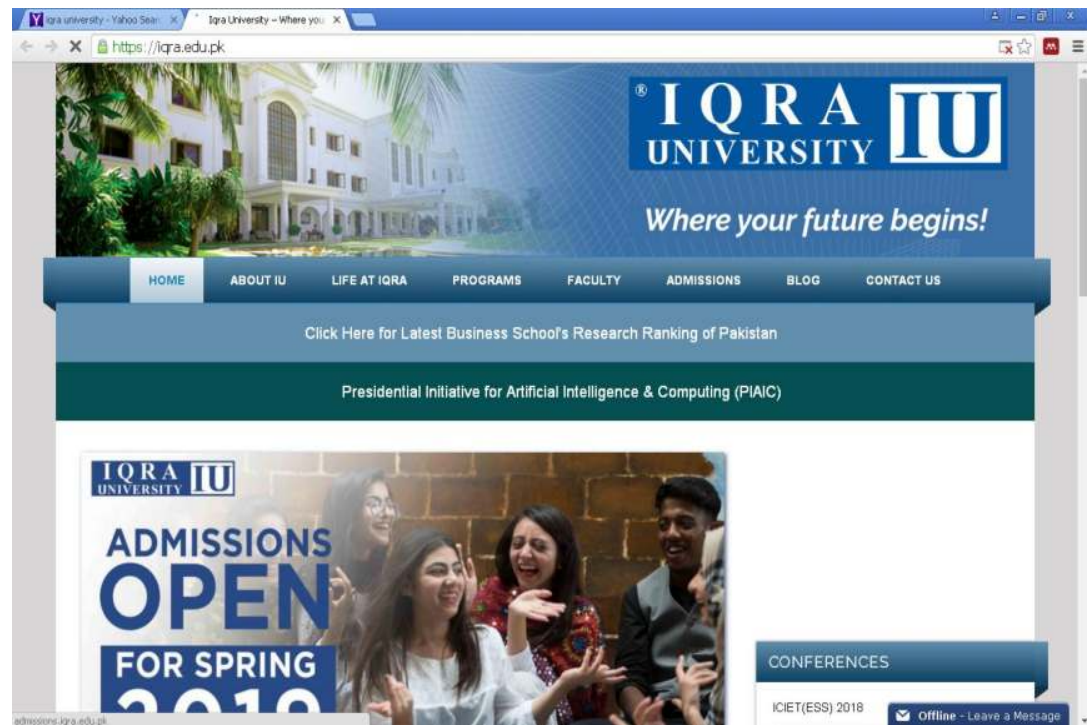 iqra university - Yahoo Sear
Iqra University – Where you
https://iqra.edu.pk
® IQRA
UNIVERSITY
IU
Where your future begins!
HOME ABOUT IU LIFE AT IQRA PROGRAMS FACULTY ADMISSIONS BLOG CONTACT US
Click Here for Latest Business School's Research Ranking of Pakistan
Presidential Initiative for Artificial Intelligence & Computing (PIAIC)
IQRA
UNIVERSITY
IU
ADMISSIONS
OPEN
FOR SPRING
2019
CONFERENCES
ICIET(ESS) 2018
Offline - Leave a Message
admissions.iqra.edu.pk